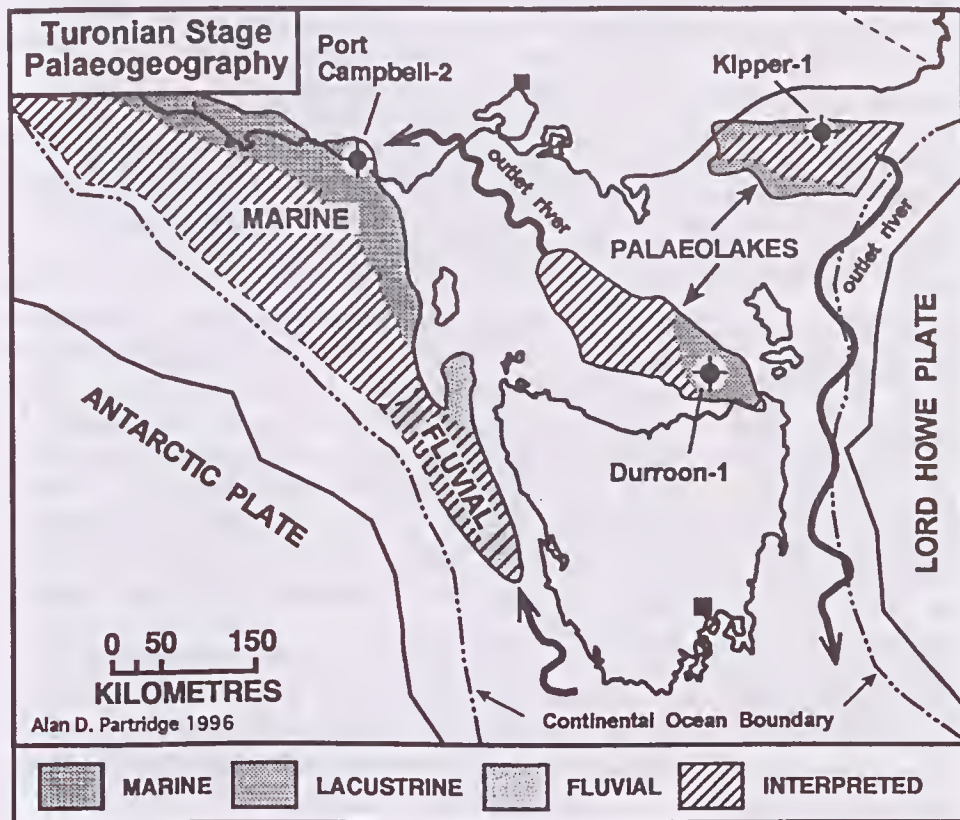 Turonian Stage
Palaeogeography
Port
Campbell-2
Kipper-1
outlet river
MARINE
PALAEOLAKES
outlet river
LORD HOWE PLATE
ANTARCTIC PLATE
FLUVIAL
Durroon-1
0 50 150
KILOMETRES
Alan D. Partridge 1996
Continental Ocean Boundary
MARINE
LACUSTRINE
FLUVIAL
INTERPRETED